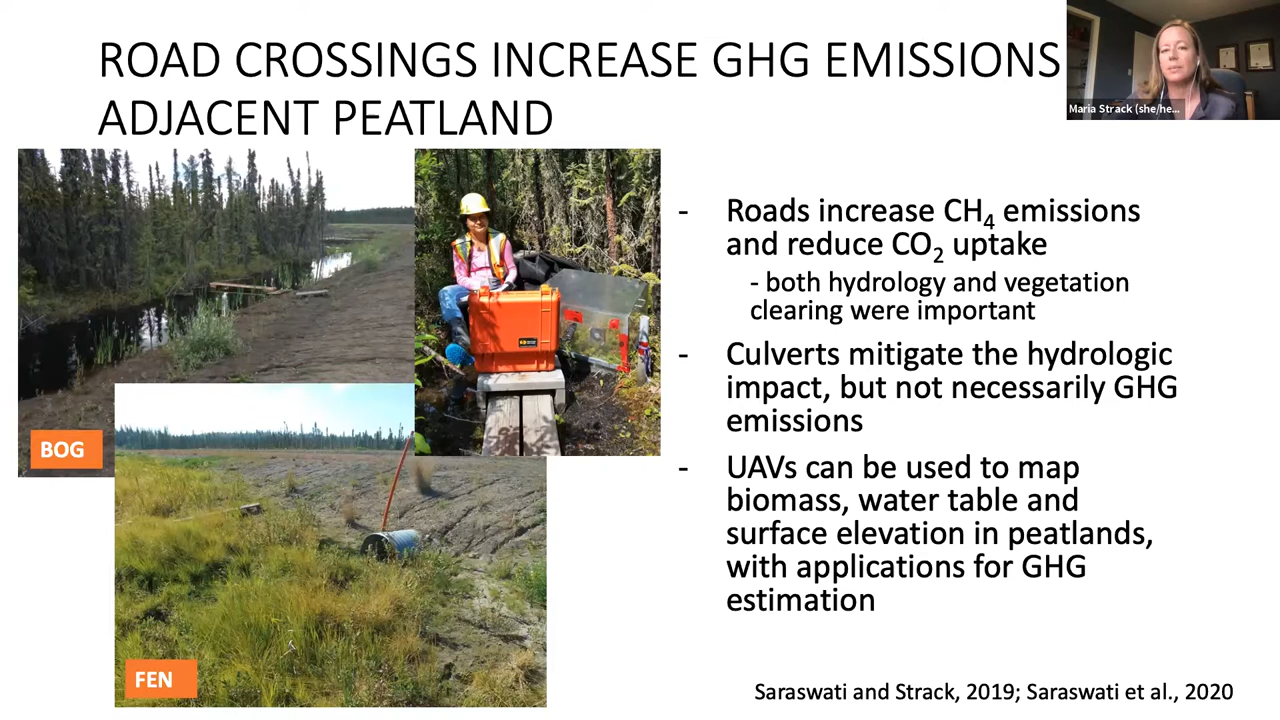 ROAD CROSSINGS INCREASE GHG EMISSIONS
ADJACENT PEATLAND
Maria Strack (she/he...
- Roads increase CH₄ emissions
and reduce CO₂ uptake
- both hydrology and vegetation
clearing were important
- Culverts mitigate the hydrologic
impact, but not necessarily GHG
emissions
- UAVs can be used to map
biomass, water table and
surface elevation in peatlands,
with applications for GHG
estimation
BOG
FEN
Saraswati and Strack, 2019; Saraswati et al., 2020